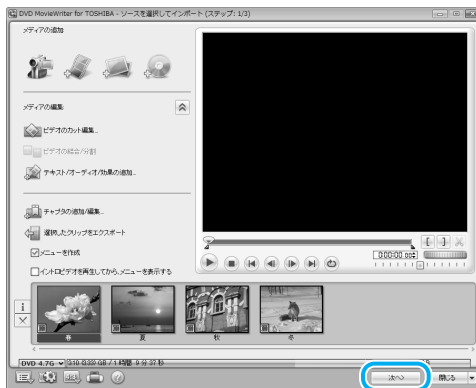 DVD MovieWriter for TOSHIBA - ソースを選択してインポート (ステップ: 1/3)
メディアの追加
メディアの編集
ビデオのカット編集...
ビデオの結合/分割
テキスト/オーディオ/効果の追加...
チャプタの追加/編集...
選択したクリップをエクスポート
メニューを作成
イントロビデオを再生してから、メニューを表示する
0:00:00
春 夏 秋 冬
DVD 4.7G
次へ 閉じる